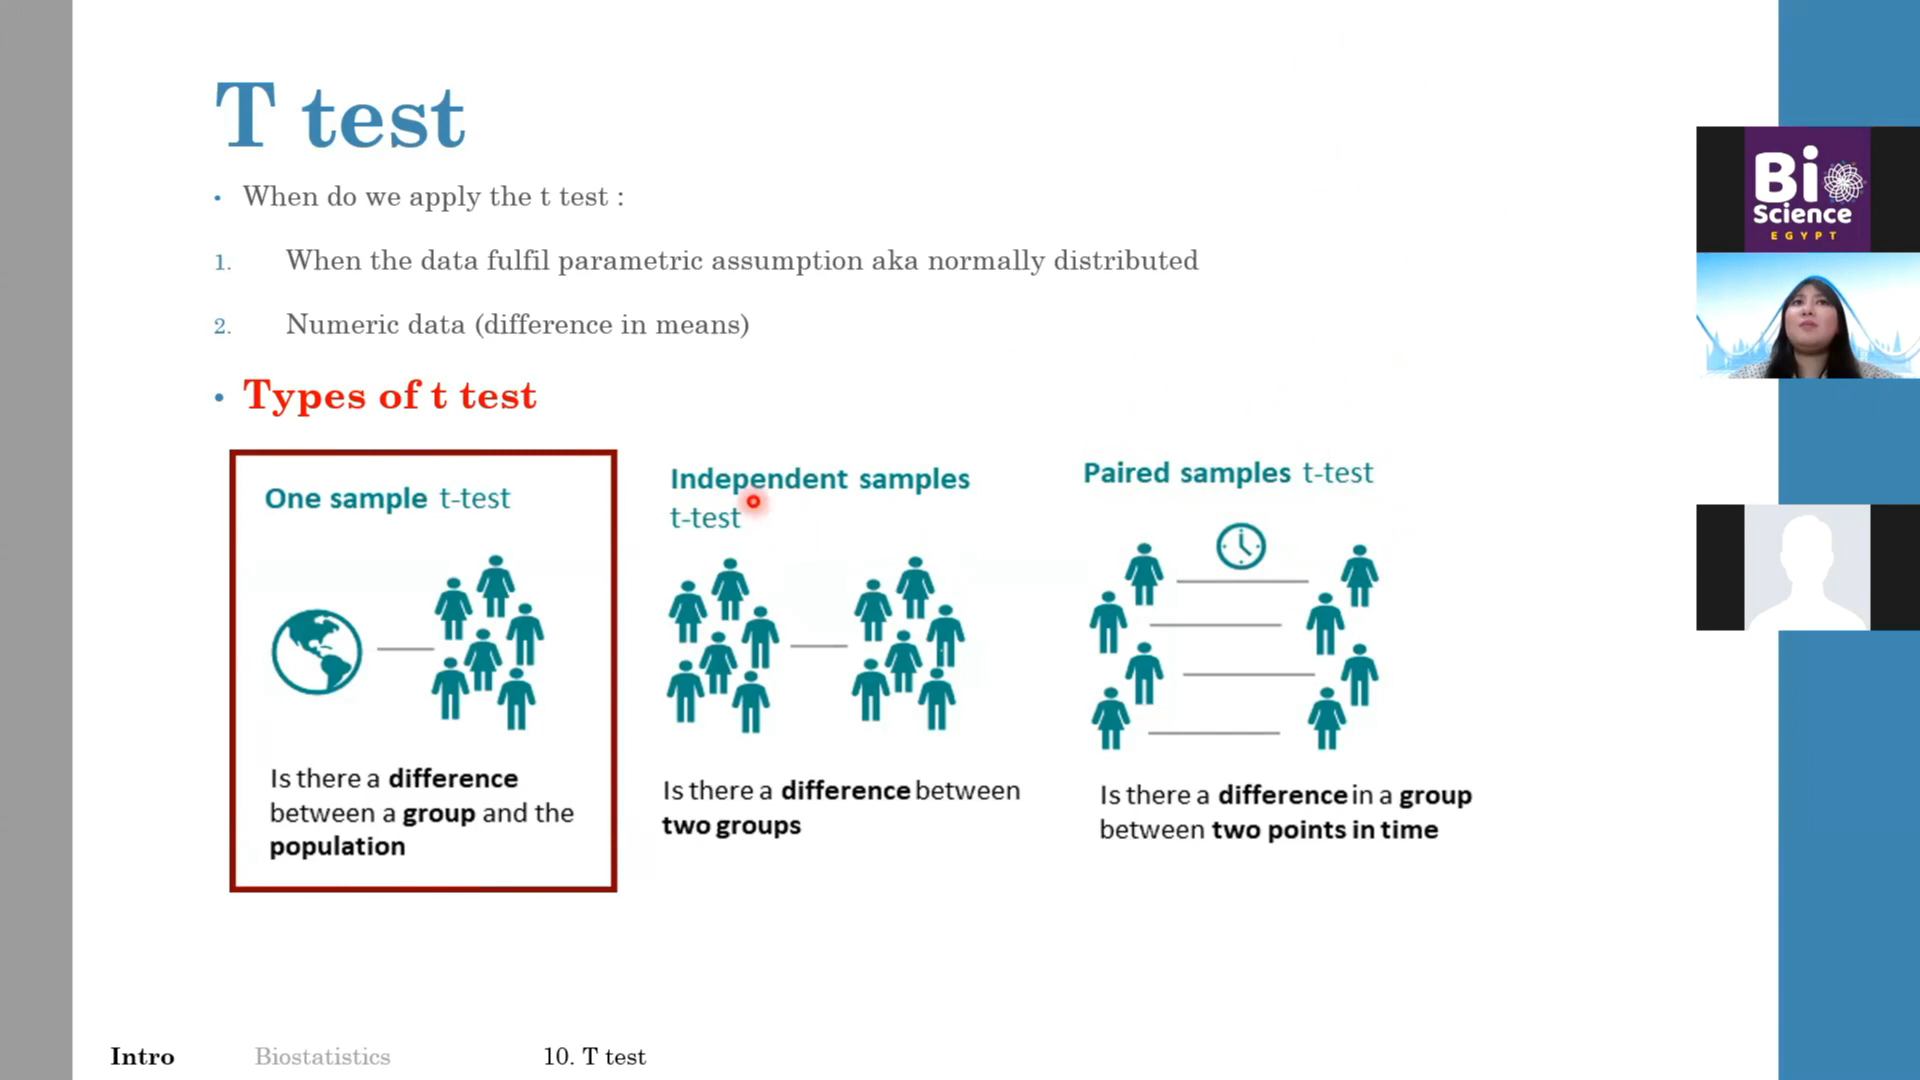 T test
• When do we apply the t test :
1. When the data fulfil parametric assumption aka normally distributed
2. Numeric data (difference in means)
• Types of t test
One sample t-test
Is there a difference
between a group and the
population
Independent samples
t-test
Is there a difference between
two groups
Paired samples t-test
Is there a difference in a group
between two points in time
Bi
Science
EGYPT
Intro
Biostatistics
10. T test